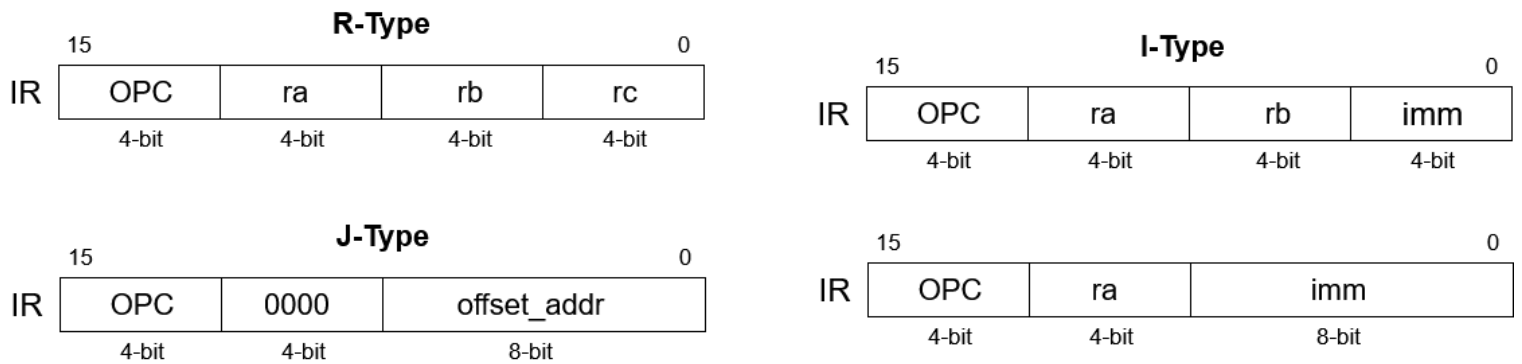 R-Type
15 0
IR OPC ra rb rc
4-bit 4-bit 4-bit 4-bit
I-Type
15 0
IR OPC ra rb imm
4-bit 4-bit 4-bit 4-bit
J-Type
15 0
IR OPC 0000 offset_addr
4-bit 4-bit 8-bit
15 0
IR OPC ra imm
4-bit 4-bit 8-bit